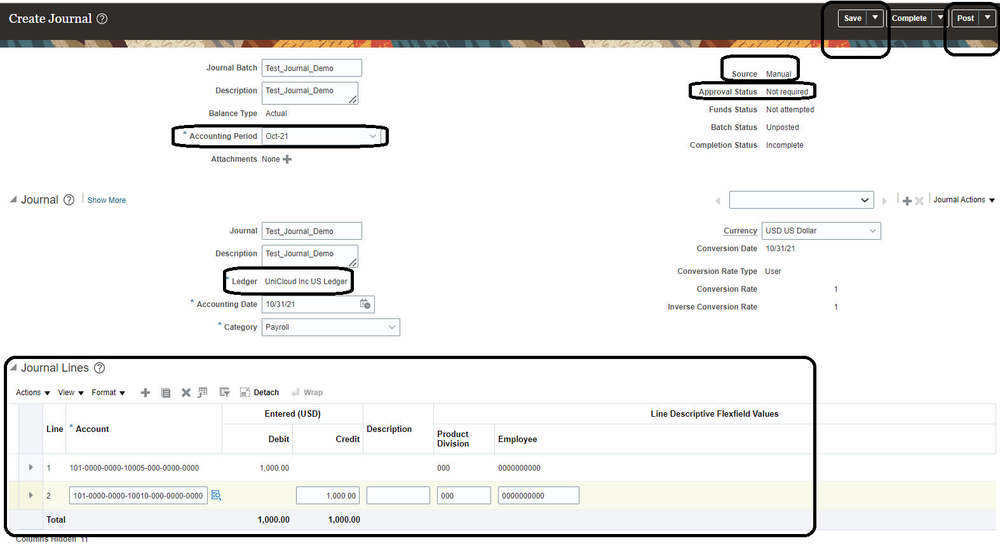 Create Journal ?
Save Complete Post
Journal Batch Test_Journal_Demo
Description Test_Journal_Demo
Balance Type Actual
* Accounting Period Oct-21
Attachments None
Source Manual
Approval Status Not required
Funds Status Not attempted
Batch Status Unposted
Completion Status Incomplete
Journal ? Show More
Journal Actions
Journal Test_Journal_Demo
Description Test_Journal_Demo
* Ledger UniCloud Inc US Ledger
* Accounting Date 10/31/21
* Category Payroll
Currency USD US Dollar
Conversion Date 10/31/21
Conversion Rate Type User
Conversion Rate 1
Inverse Conversion Rate 1
Journal Lines ?
Actions View Format Detach Wrap
Line * Account Entered (USD) Description Line Descriptive Flexfield Values
Debit Credit Product Division Employee
1 101-0000-0000-10005-000-0000-0000 1,000.00 000 0000000000
2 101-0000-0000-10010-000-0000-0000 1,000.00 000 0000000000
Total 1,000.00 1,000.00
Columns Hidden 11